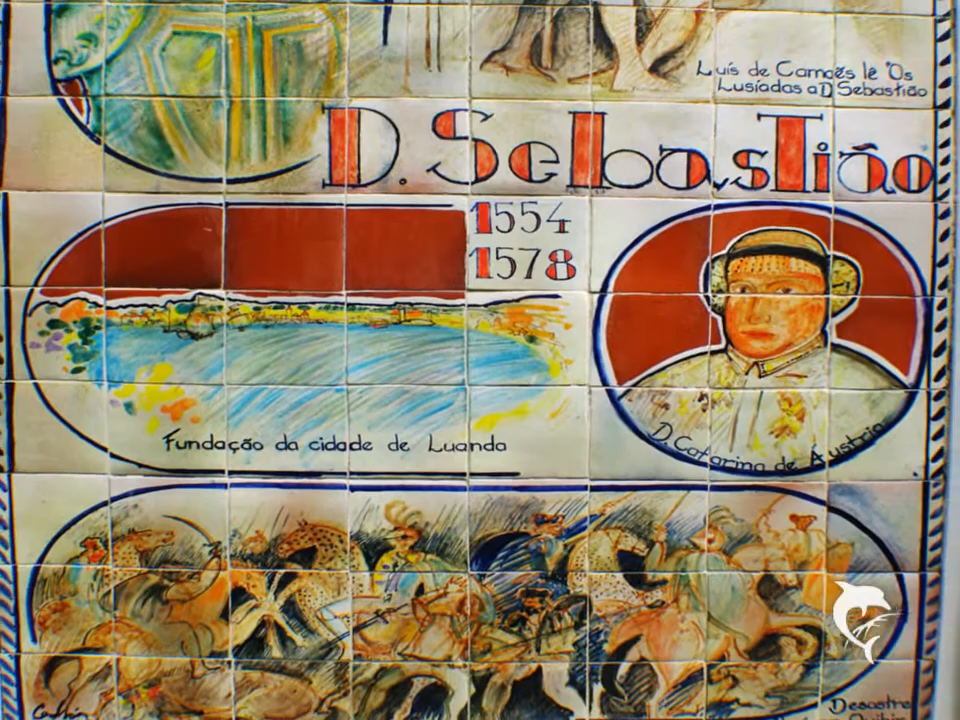 Luís de Camões lê 'Os
Lusíadas a D Sebastião
D. Sebastião
1554
1578
Fundação da cidade de Luanda
D. Catarina de Áustria
Desastre